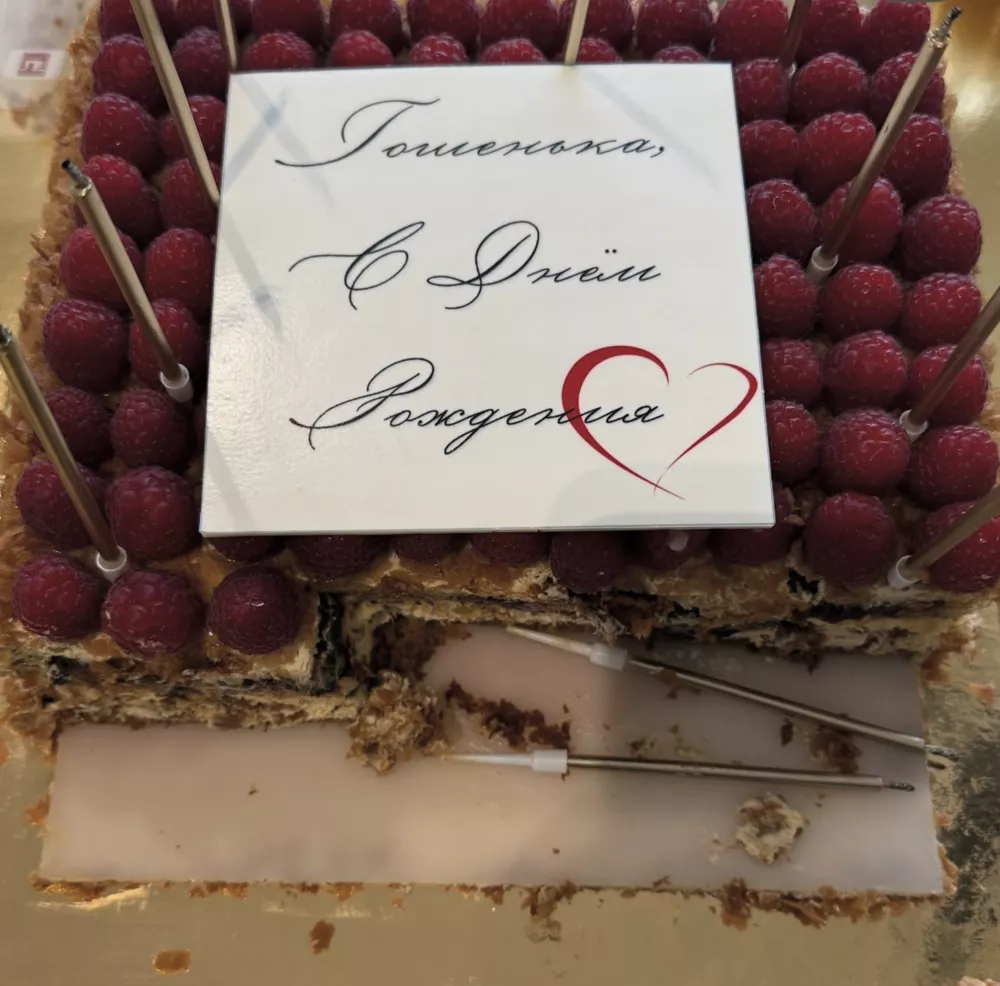 Гошенька,
С Днём
Рождения